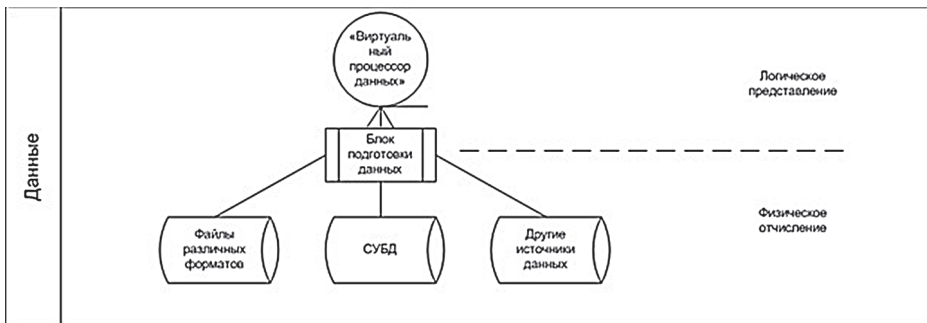 Данные
«Виртуаль
ный
процессор
данных»
Логическое
представление
Блок
подготовки
данных
Физическое
отчисление
Файлы
различных
форматов
СУБД
Другие
источники
данных